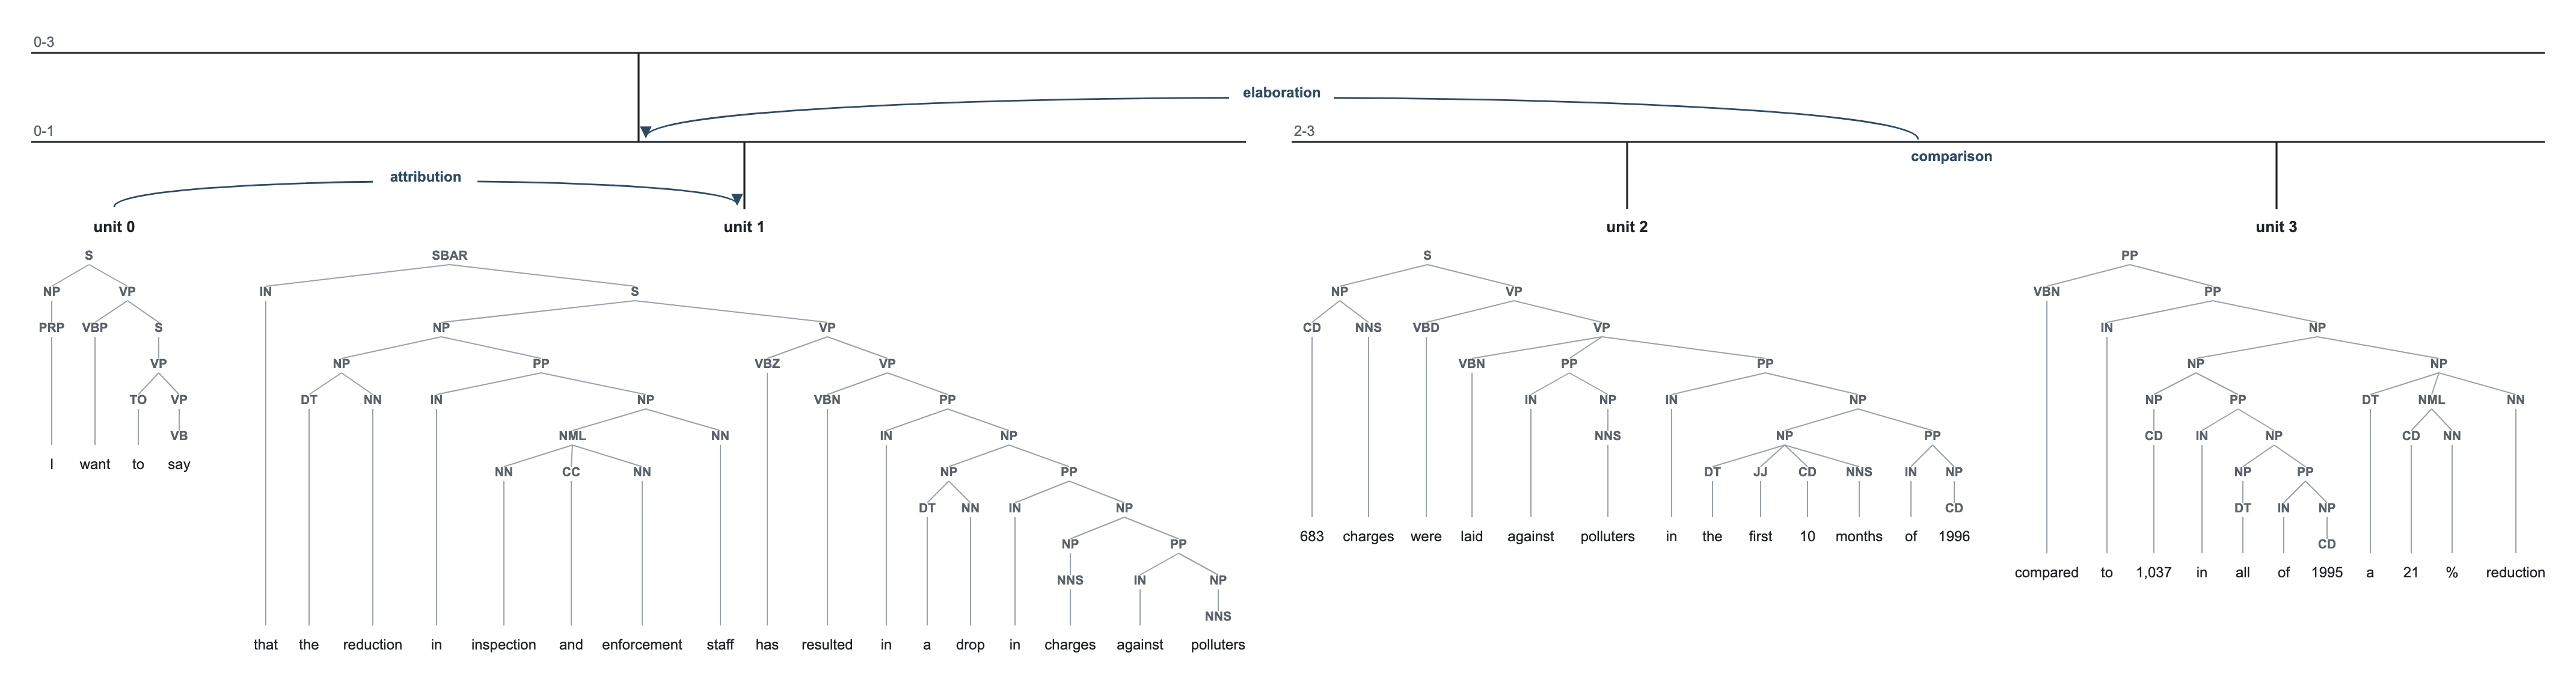 0-3
elaboration
0-1 2-3
comparison
attribution
unit 0 unit 1 unit 2 unit 3
S SBAR S PP
NP VP IN S NP VP VBN PP
PRP VBP S NP VP CD NNS VBD VP IN NP
VP NP PP VBZ VP VBN PP PP NP NP
TO VP DT NN IN NP VBN PP IN NP IN NP NP PP DT NML NN
VB NML NN IN NP NNS NP PP CD IN NP CD NN
I want to say
NN CC NN NP PP DT JJ CD NNS IN NP NP PP
DT NN IN NP CD DT IN NP
683 charges were laid against polluters in the first 10 months of 1996
NP PP CD
compared to 1,037 in all of 1995 a 21 % reduction
NNS IN NP
NNS
that the reduction in inspection and enforcement staff has resulted in a drop in charges against polluters